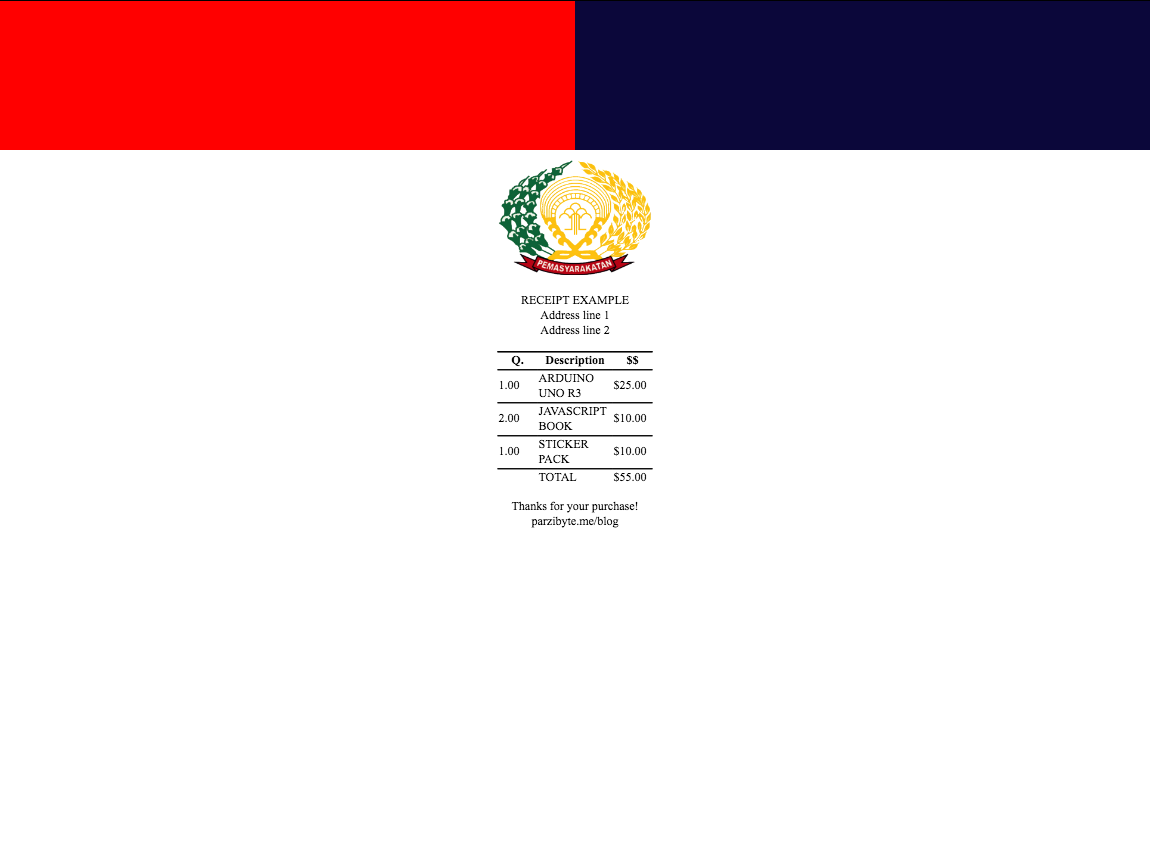 PEMASYARAKATAN
RECEIPT EXAMPLE
Address line 1
Address line 2
Q. Description $$
1.00 ARDUINO UNO R3 $25.00
2.00 JAVASCRIPT BOOK $10.00
1.00 STICKER PACK $10.00
TOTAL $55.00
Thanks for your purchase!
parzibyte.me/blog